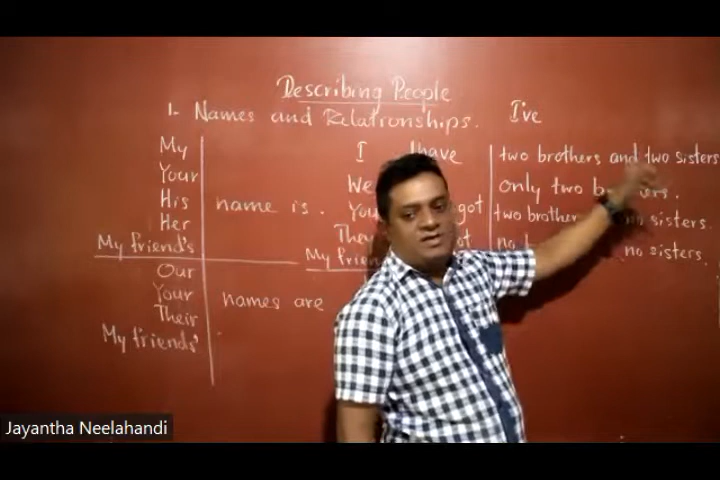 Describing People
1- Names and Relationships. I've
My
Your
His
Her
My friend's
name is .
Our
Your
Their
My friends'
names are
I have
We
You got
They got
My
two brothers and two sisters
only two
two brothers no sisters.
no no sisters.
Jayantha Neelahandi